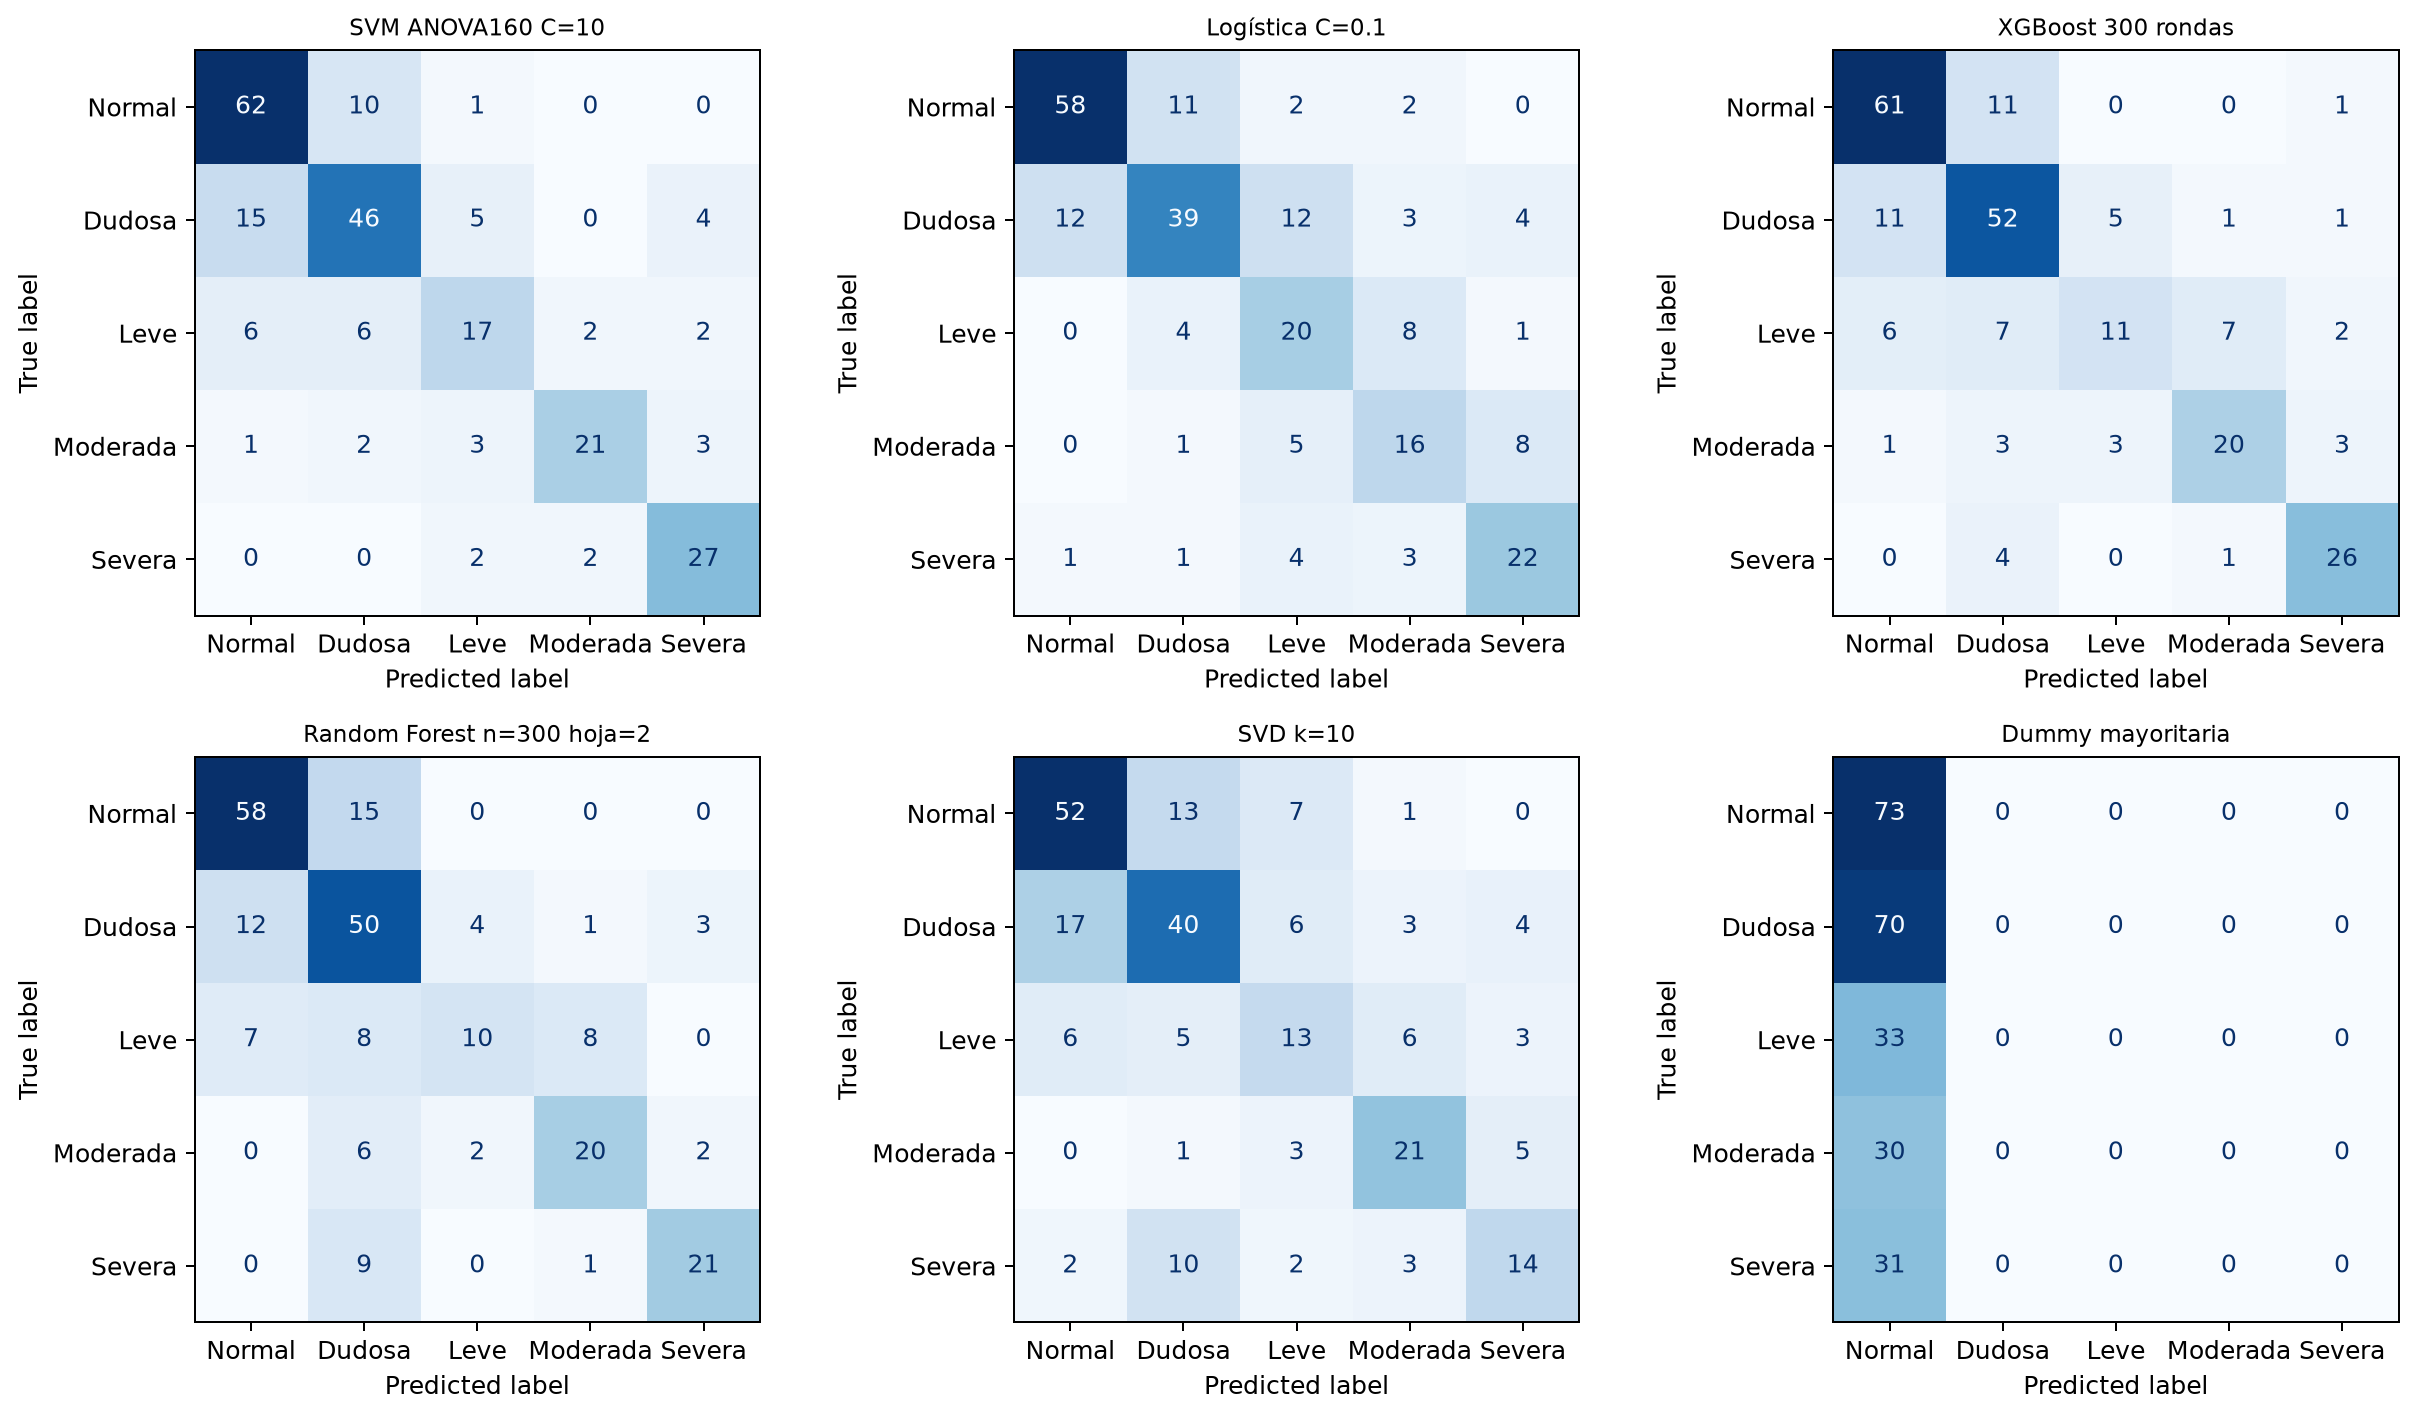 SVM ANOVA160 C=10
True label
Normal 62 10 1 0 0
Dudosa 15 46 5 0 4
Leve 6 6 17 2 2
Moderada 1 2 3 21 3
Severa 0 0 2 2 27
Normal Dudosa Leve Moderada Severa
Predicted label
Logística C=0.1
True label
Normal 58 11 2 2 0
Dudosa 12 39 12 3 4
Leve 0 4 20 8 1
Moderada 0 1 5 16 8
Severa 1 1 4 3 22
Normal Dudosa Leve Moderada Severa
Predicted label
XGBoost 300 rondas
True label
Normal 61 11 0 0 1
Dudosa 11 52 5 1 1
Leve 6 7 11 7 2
Moderada 1 3 3 20 3
Severa 0 4 0 1 26
Normal Dudosa Leve Moderada Severa
Predicted label
Random Forest n=300 hoja=2
True label
Normal 58 15 0 0 0
Dudosa 12 50 4 1 3
Leve 7 8 10 8 0
Moderada 0 6 2 20 2
Severa 0 9 0 1 21
Normal Dudosa Leve Moderada Severa
Predicted label
SVD k=10
True label
Normal 52 13 7 1 0
Dudosa 17 40 6 3 4
Leve 6 5 13 6 3
Moderada 0 1 3 21 5
Severa 2 10 2 3 14
Normal Dudosa Leve Moderada Severa
Predicted label
Dummy mayoritaria
True label
Normal 73 0 0 0 0
Dudosa 70 0 0 0 0
Leve 33 0 0 0 0
Moderada 30 0 0 0 0
Severa 31 0 0 0 0
Normal Dudosa Leve Moderada Severa
Predicted label